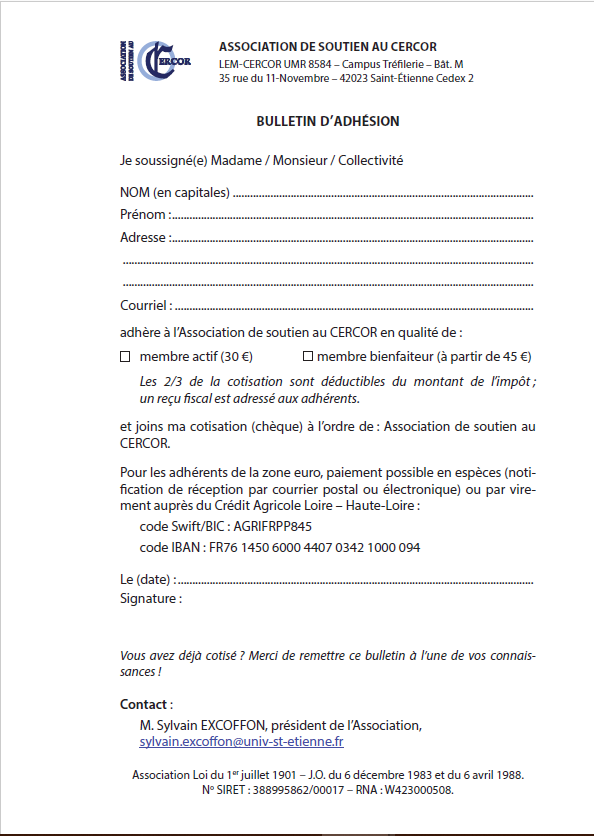 ASSOCIATION
DE SOUTIEN AU
CERCOR
ASSOCIATION DE SOUTIEN AU CERCOR
LEM-CERCOR UMR 8584 – Campus Tréfilerie – Bât. M
35 rue du 11-Novembre – 42023 Saint-Étienne Cedex 2
BULLETIN D’ADHÉSION
Je soussigné(e) Madame / Monsieur / Collectivité
NOM (en capitales) ........................................................................................................
Prénom :.............................................................................................................................
Adresse :.............................................................................................................................
..............................................................................................................................................
..............................................................................................................................................
Courriel : ............................................................................................................................
adhère à l’Association de soutien au CERCOR en qualité de :
☐ membre actif (30 €) ☐ membre bienfaiteur (à partir de 45 €)
Les 2/3 de la cotisation sont déductibles du montant de l’impôt ;
un reçu fiscal est adressé aux adhérents.
et joins ma cotisation (chèque) à l’ordre de : Association de soutien au
CERCOR.
Pour les adhérents de la zone euro, paiement possible en espèces (noti-
fication de réception par courrier postal ou électronique) ou par vire-
ment auprès du Crédit Agricole Loire – Haute-Loire :
code Swift/BIC : AGRIFRPP845
code IBAN : FR76 1450 6000 4407 0342 1000 094
Le (date) :...........................................................................................................................
Signature :
Vous avez déjà cotisé ? Merci de remettre ce bulletin à l’une de vos connais-
sances !
Contact :
M. Sylvain EXCOFFON, président de l’Association,
sylvain.excoffon@univ-st-etienne.fr
Association Loi du 1er juillet 1901 – J.O. du 6 décembre 1983 et du 6 avril 1988.
Nº SIRET : 388995862/00017 – RNA : W423000508.